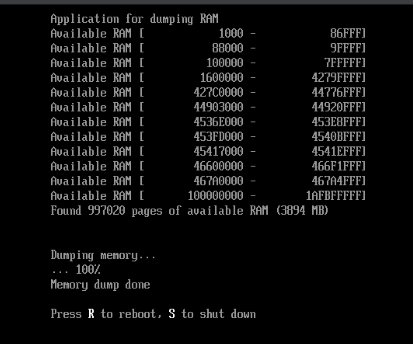 Application for dumping RAM
Available RAM [ 1000 - 86FFF]
Available RAM [ 88000 - 9FFFF]
Available RAM [ 100000 - 7FFFFF]
Available RAM [ 1600000 - 4279FFFF]
Available RAM [ 427C0000 - 44776FFF]
Available RAM [ 44903000 - 44920FFF]
Available RAM [ 4536E000 - 453E8FFF]
Available RAM [ 453FD000 - 4540BFFF]
Available RAM [ 45417000 - 4541EFFF]
Available RAM [ 46600000 - 466F1FFF]
Available RAM [ 467A0000 - 467A4FFF]
Available RAM [ 100000000 - 1AFBFFFFF]
Found 997020 pages of available RAM (3894 MB)
Dumping memory...
... 100%
Memory dump done
Press R to reboot, S to shut down